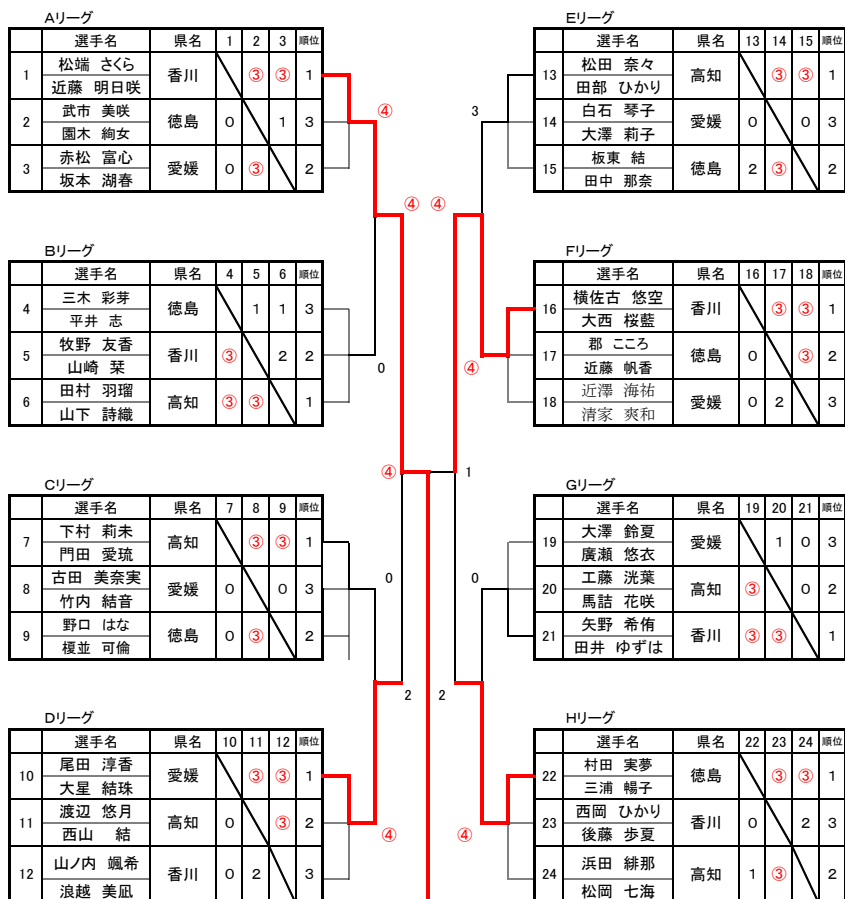 Aリーグ
選手名 県名 1 2 3 順位
1 松端 さくら 近藤 明日咲 香川 ③ ③ 1
2 武市 美咲 園木 絢女 徳島 0 1 3
3 赤松 富心 坂本 湖春 愛媛 0 ③ 2
④
④
Bリーグ
選手名 県名 4 5 6 順位
4 三木 彩芽 平井 志 徳島 1 1 3
5 牧野 友香 山崎 栞 香川 ③ 2 2
6 田村 羽瑠 山下 詩織 高知 ③ ③ 1
0
④
Cリーグ
選手名 県名 7 8 9 順位
7 下村 莉未 門田 愛琉 高知 ③ ③ 1
8 古田 美奈実 竹内 結音 愛媛 0 0 3
9 野口 はな 榎並 可倫 徳島 0 ③ 2
0
2
Dリーグ
選手名 県名 10 11 12 順位
10 尾田 淳香 大星 結珠 愛媛 ③ ③ 1
11 渡辺 悠月 西山 結 高知 0 ③ 2
12 山ノ内 颯希 浪越 美凪 香川 0 2 3
④
Eリーグ
選手名 県名 13 14 15 順位
13 松田 奈々 田部 ひかり 高知 ③ ③ 1
14 白石 琴子 大澤 莉子 愛媛 0 0 3
15 板東 結 田中 那奈 徳島 2 ③ 2
3
④
Fリーグ
選手名 県名 16 17 18 順位
16 横佐古 悠空 大西 桜藍 香川 ③ ③ 1
17 郡 こころ 近藤 帆香 徳島 0 ③ 2
18 近澤 海祐 清家 爽和 愛媛 0 2 3
④
1
Gリーグ
選手名 県名 19 20 21 順位
19 大澤 鈴夏 廣瀬 悠衣 愛媛 1 0 3
20 工藤 洸葉 馬詰 花咲 高知 ③ 0 2
21 矢野 希侑 田井 ゆずは 香川 ③ ③ 1
0
2
Hリーグ
選手名 県名 22 23 24 順位
22 村田 実夢 三浦 暢子 徳島 ③ ③ 1
23 西岡 ひかり 後藤 歩夏 香川 0 2 3
24 浜田 緋那 松岡 七海 高知 1 ③ 2
④